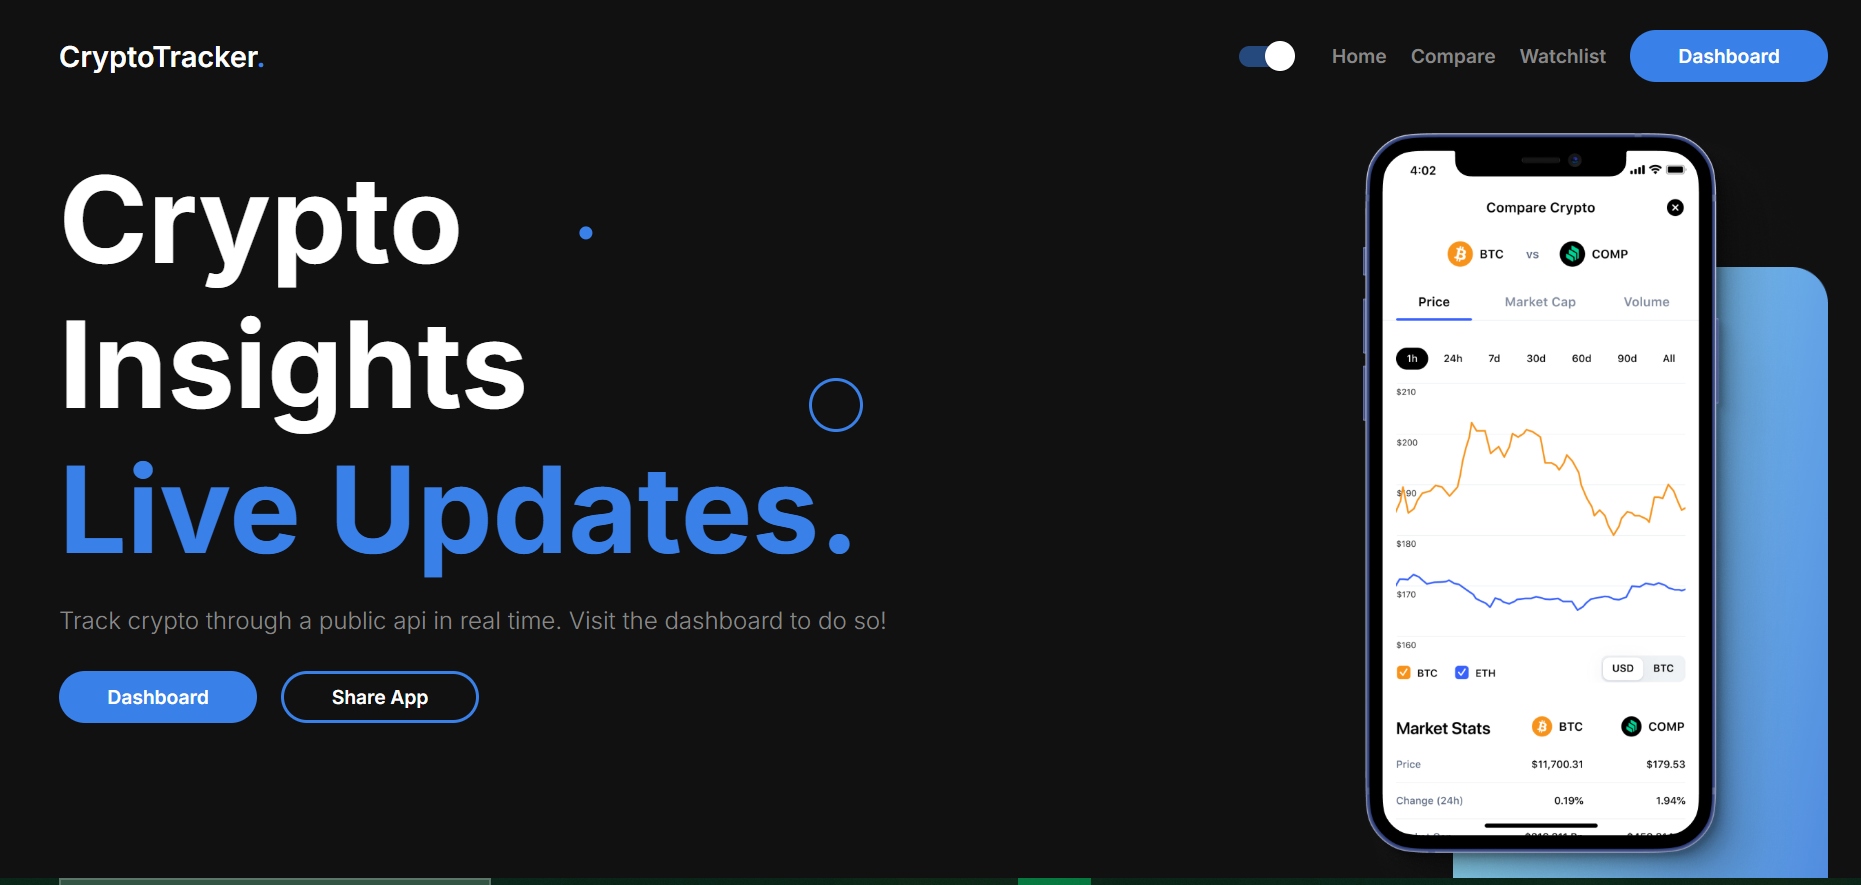 CryptoTracker.
Home Compare Watchlist Dashboard
Crypto
Insights
Live Updates.
Track crypto through a public api in real time. Visit the dashboard to do so!
Dashboard Share App
4:02
Compare Crypto
BTC vs COMP
Price Market Cap Volume
1h 24h 7d 30d 60d 90d All
$210
$200
$190
$180
$170
$160
BTC ETH USD BTC
Market Stats BTC COMP
Price $11,700.31 $179.53
Change (24h) 0.19% 1.94%